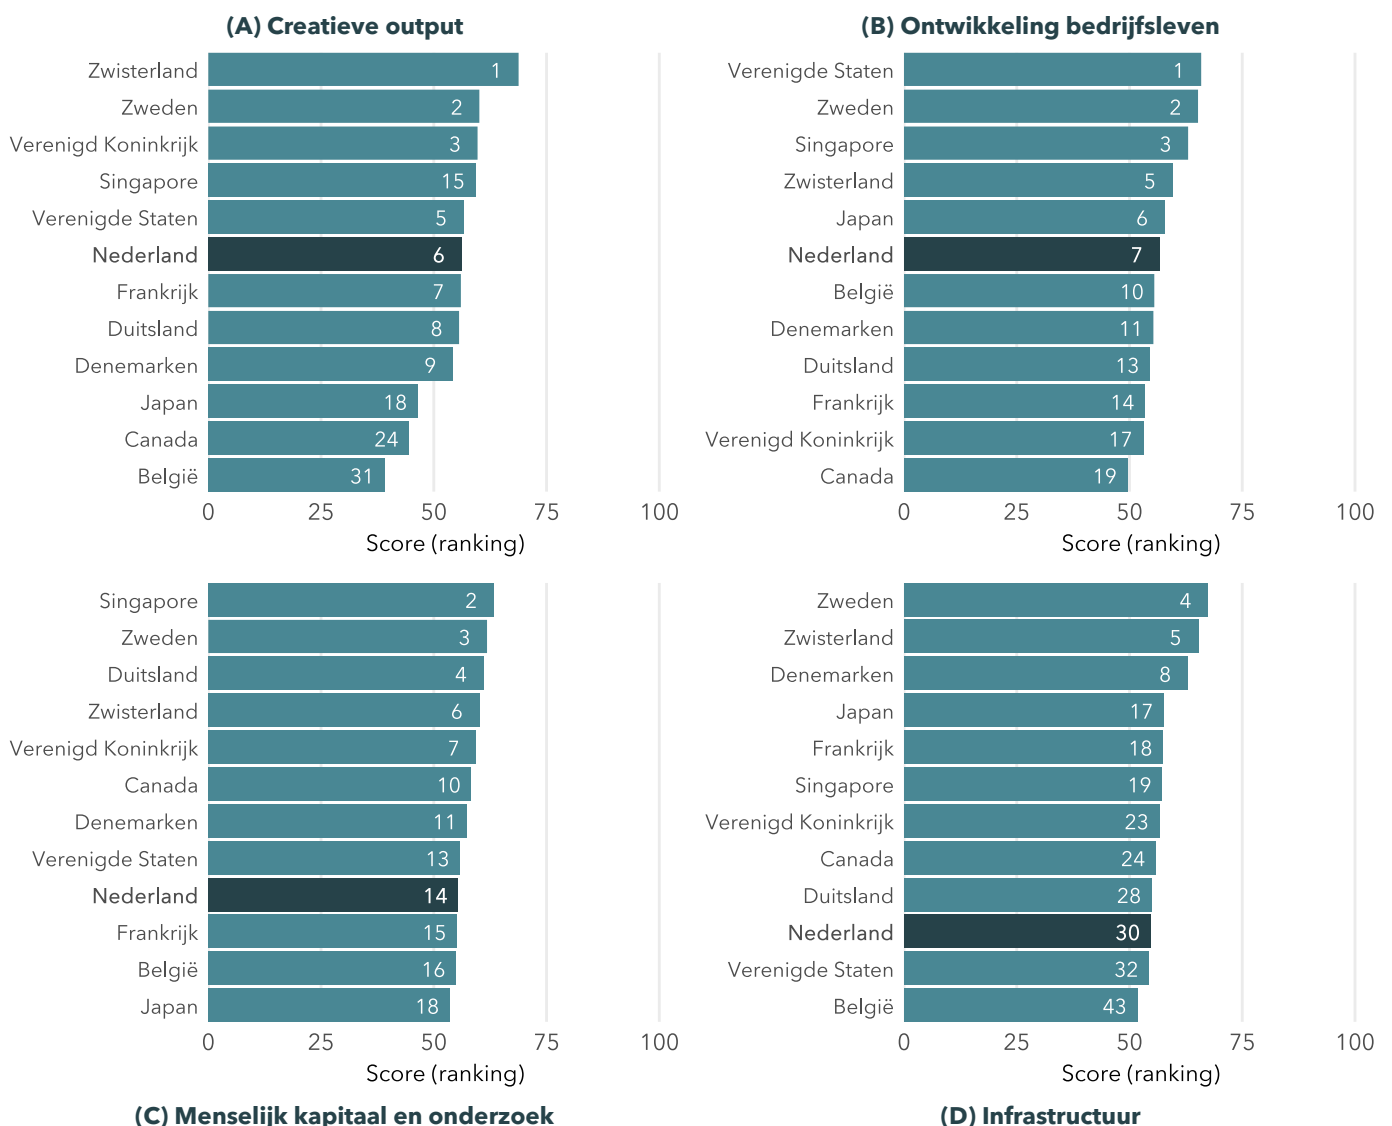 (A) Creatieve output
Zwisterland 1
Zweden 2
Verenigd Koninkrijk 3
Singapore 15
Verenigde Staten 5
Nederland 6
Frankrijk 7
Duitsland 8
Denemarken 9
Japan 18
Canada 24
België 31
0 25 50 75 100
Score (ranking)
(B) Ontwikkeling bedrijfsleven
Verenigde Staten 1
Zweden 2
Singapore 3
Zwisterland 5
Japan 6
Nederland 7
België 10
Denemarken 11
Duitsland 13
Frankrijk 14
Verenigd Koninkrijk 17
Canada 19
0 25 50 75 100
Score (ranking)
Singapore 2
Zweden 3
Duitsland 4
Zwisterland 6
Verenigd Koninkrijk 7
Canada 10
Denemarken 11
Verenigde Staten 13
Nederland 14
Frankrijk 15
België 16
Japan 18
0 25 50 75 100
Score (ranking)
(C) Menselijk kapitaal en onderzoek
Zweden 4
Zwisterland 5
Denemarken 8
Japan 17
Frankrijk 18
Singapore 19
Verenigd Koninkrijk 23
Canada 24
Duitsland 28
Nederland 30
Verenigde Staten 32
België 43
0 25 50 75 100
Score (ranking)
(D) Infrastructuur